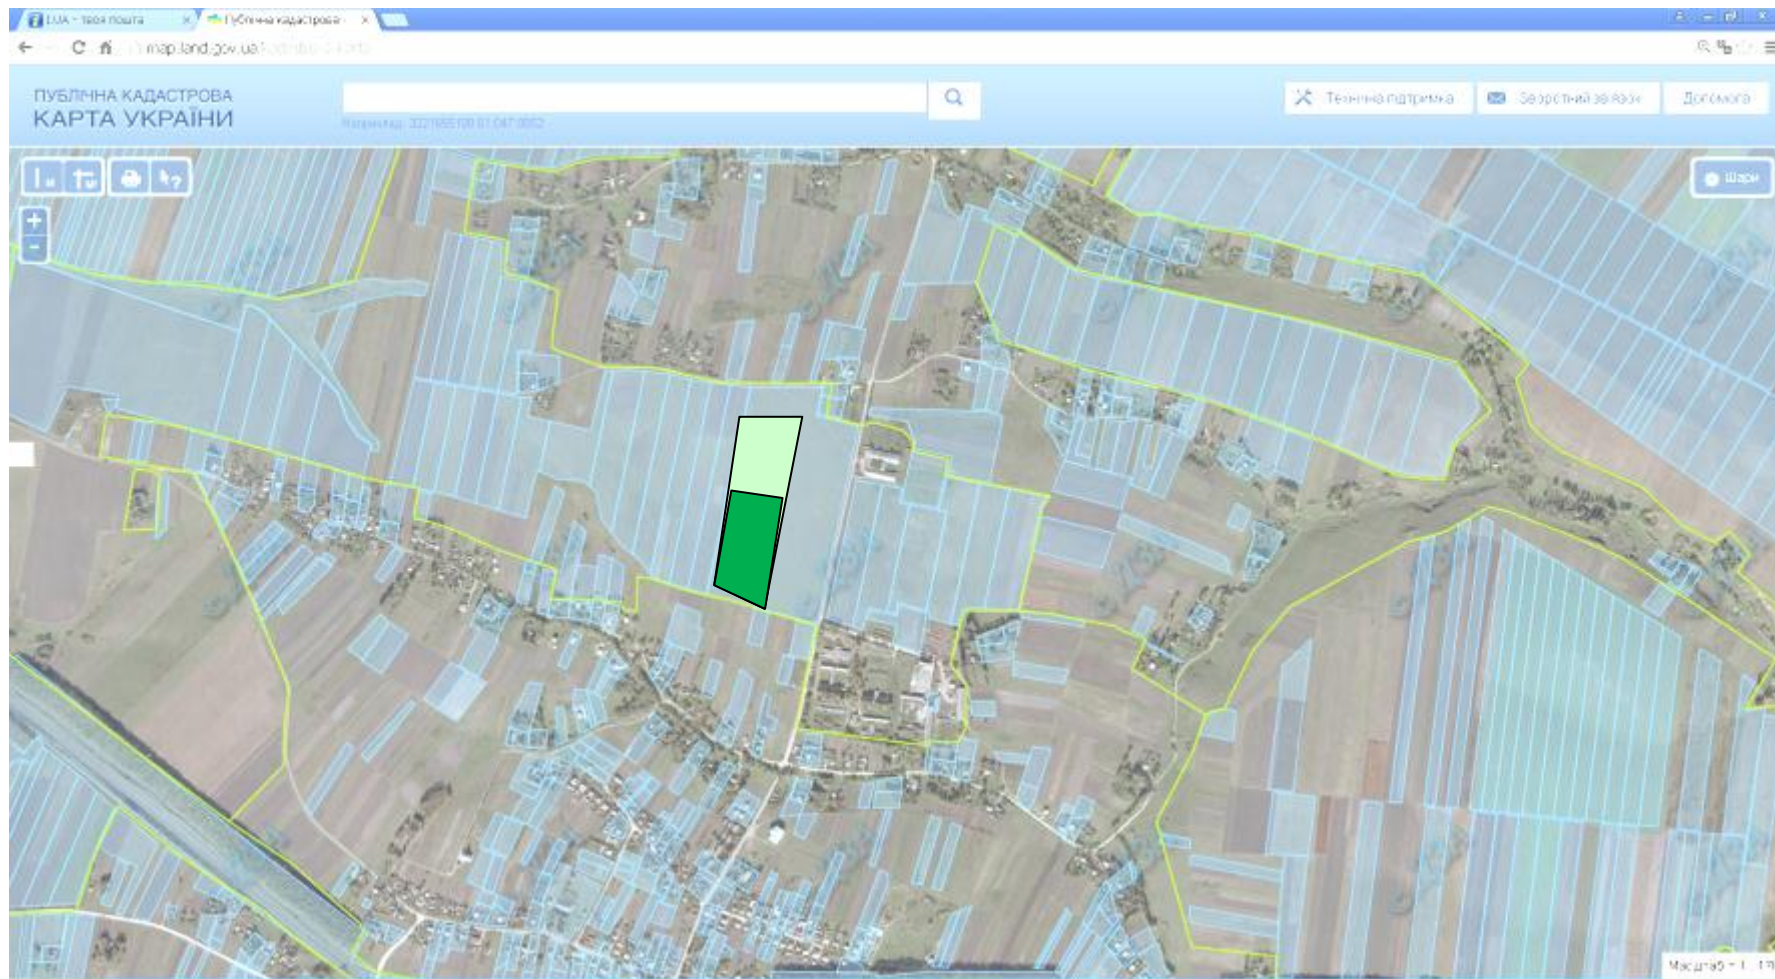 I.UA - твоя пошта
Публічна кадастрова
map.land.gov.ua
ПУБЛІЧНА КАДАСТРОВА
КАРТА УКРАЇНИ
Технічна підтримка
Зворотний зв'язок
Допомога
Шари